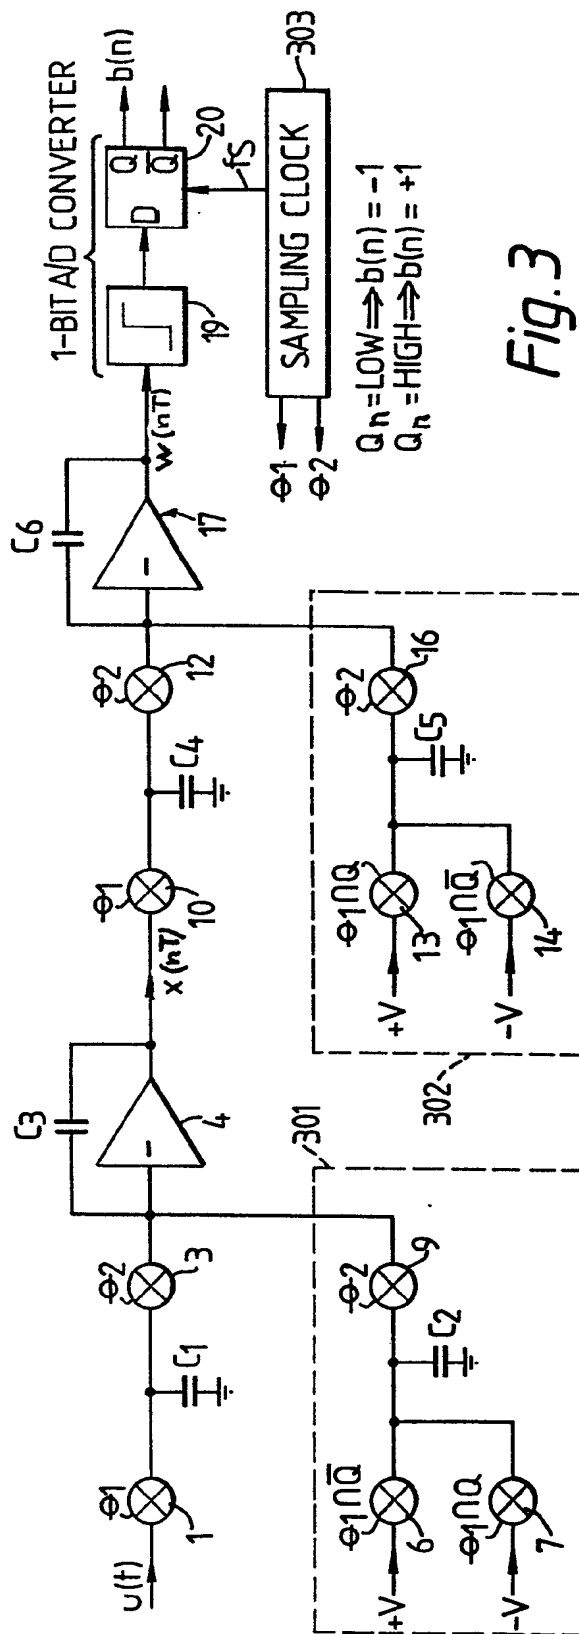 1-BIT A/D CONVERTER
C3
C6
U(t)
Φ1
1
C1
Φ2
3
4
x(nT)
Φ1
10
C4
Φ2
12
17
w(nT)
19
D
Q
Q̅
20
b(n)
fs
303
SAMPLING CLOCK
Φ1
Φ2
301
Φ1∩Q̅
+V
6
Φ1∩Q
-V
7
C2
Φ2
9
302
Φ1∩Q
+V
13
Φ1∩Q̅
-V
14
C5
Φ2
16
Qn=LOW⟹b(n)=-1
Qn=HIGH⟹b(n)=+1
Fig.3